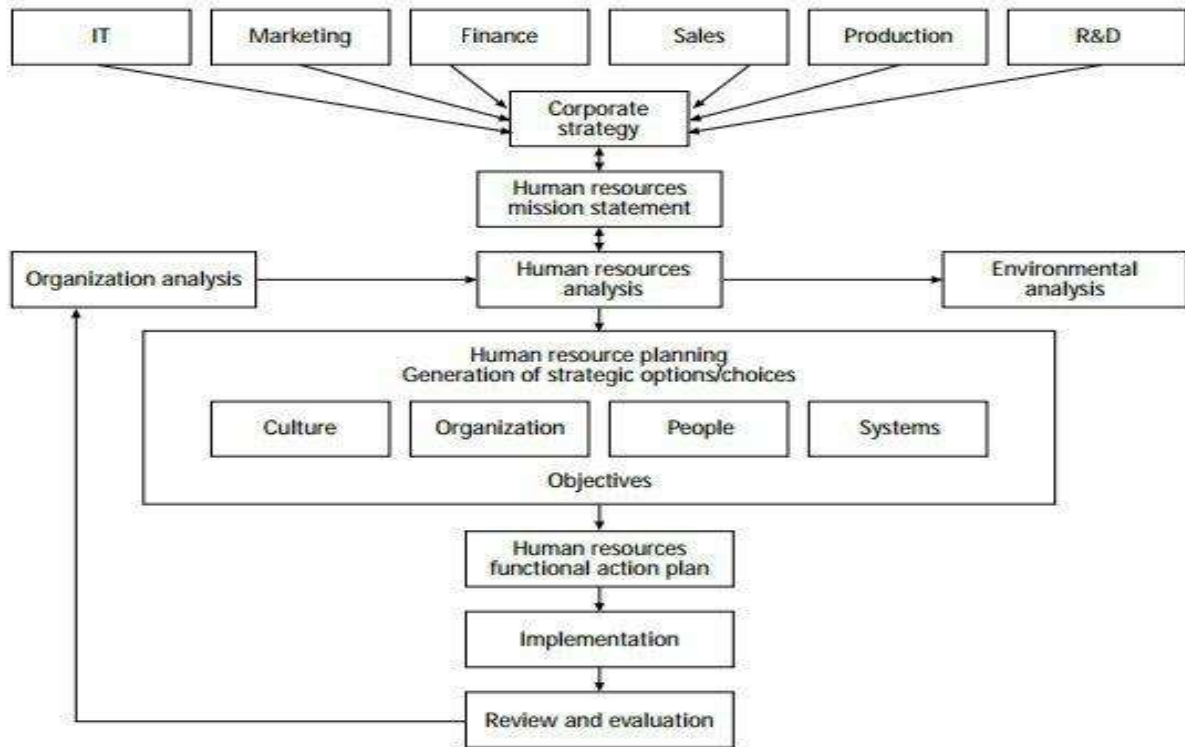 IT
Marketing
Finance
Sales
Production
R&D
Corporate
strategy
Human resources
mission statement
Organization analysis
Human resources
analysis
Environmental
analysis
Human resource planning
Generation of strategic options/choices
Culture
Organization
People
Systems
Objectives
Human resources
functional action plan
Implementation
Review and evaluation